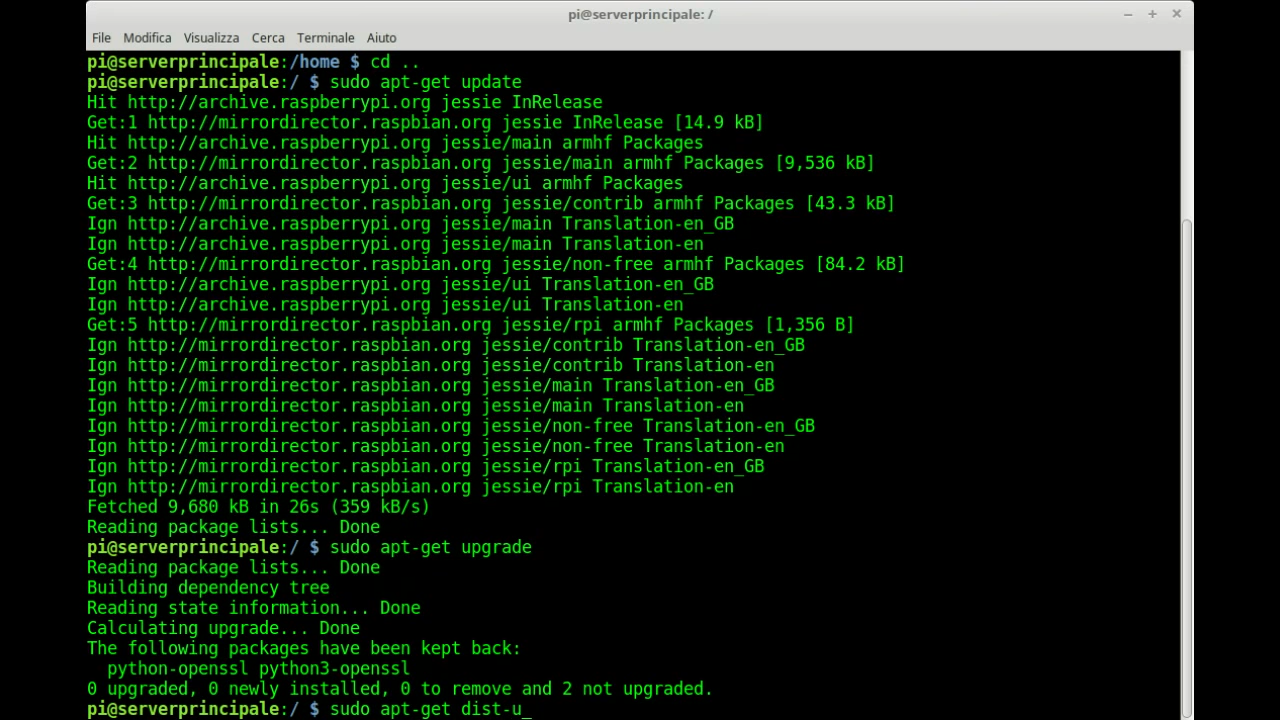 pi@serverprincipale: /
File Modifica Visualizza Cerca Terminale Aiuto
pi@serverprincipale:/home $ cd ..
pi@serverprincipale:/ $ sudo apt-get update
Hit http://archive.raspberrypi.org jessie InRelease
Get:1 http://mirrordirector.raspbian.org jessie InRelease [14.9 kB]
Hit http://archive.raspberrypi.org jessie/main armhf Packages
Get:2 http://mirrordirector.raspbian.org jessie/main armhf Packages [9,536 kB]
Hit http://archive.raspberrypi.org jessie/ui armhf Packages
Get:3 http://mirrordirector.raspbian.org jessie/contrib armhf Packages [43.3 kB]
Ign http://archive.raspberrypi.org jessie/main Translation-en_GB
Ign http://archive.raspberrypi.org jessie/main Translation-en
Get:4 http://mirrordirector.raspbian.org jessie/non-free armhf Packages [84.2 kB]
Ign http://archive.raspberrypi.org jessie/ui Translation-en_GB
Ign http://archive.raspberrypi.org jessie/ui Translation-en
Get:5 http://mirrordirector.raspbian.org jessie/rpi armhf Packages [1,356 B]
Ign http://mirrordirector.raspbian.org jessie/contrib Translation-en_GB
Ign http://mirrordirector.raspbian.org jessie/contrib Translation-en
Ign http://mirrordirector.raspbian.org jessie/main Translation-en_GB
Ign http://mirrordirector.raspbian.org jessie/main Translation-en
Ign http://mirrordirector.raspbian.org jessie/non-free Translation-en_GB
Ign http://mirrordirector.raspbian.org jessie/non-free Translation-en
Ign http://mirrordirector.raspbian.org jessie/rpi Translation-en_GB
Ign http://mirrordirector.raspbian.org jessie/rpi Translation-en
Fetched 9,680 kB in 26s (359 kB/s)
Reading package lists... Done
pi@serverprincipale:/ $ sudo apt-get upgrade
Reading package lists... Done
Building dependency tree
Reading state information... Done
Calculating upgrade... Done
The following packages have been kept back:
  python-openssl python3-openssl
0 upgraded, 0 newly installed, 0 to remove and 2 not upgraded.
pi@serverprincipale:/ $ sudo apt-get dist-u_